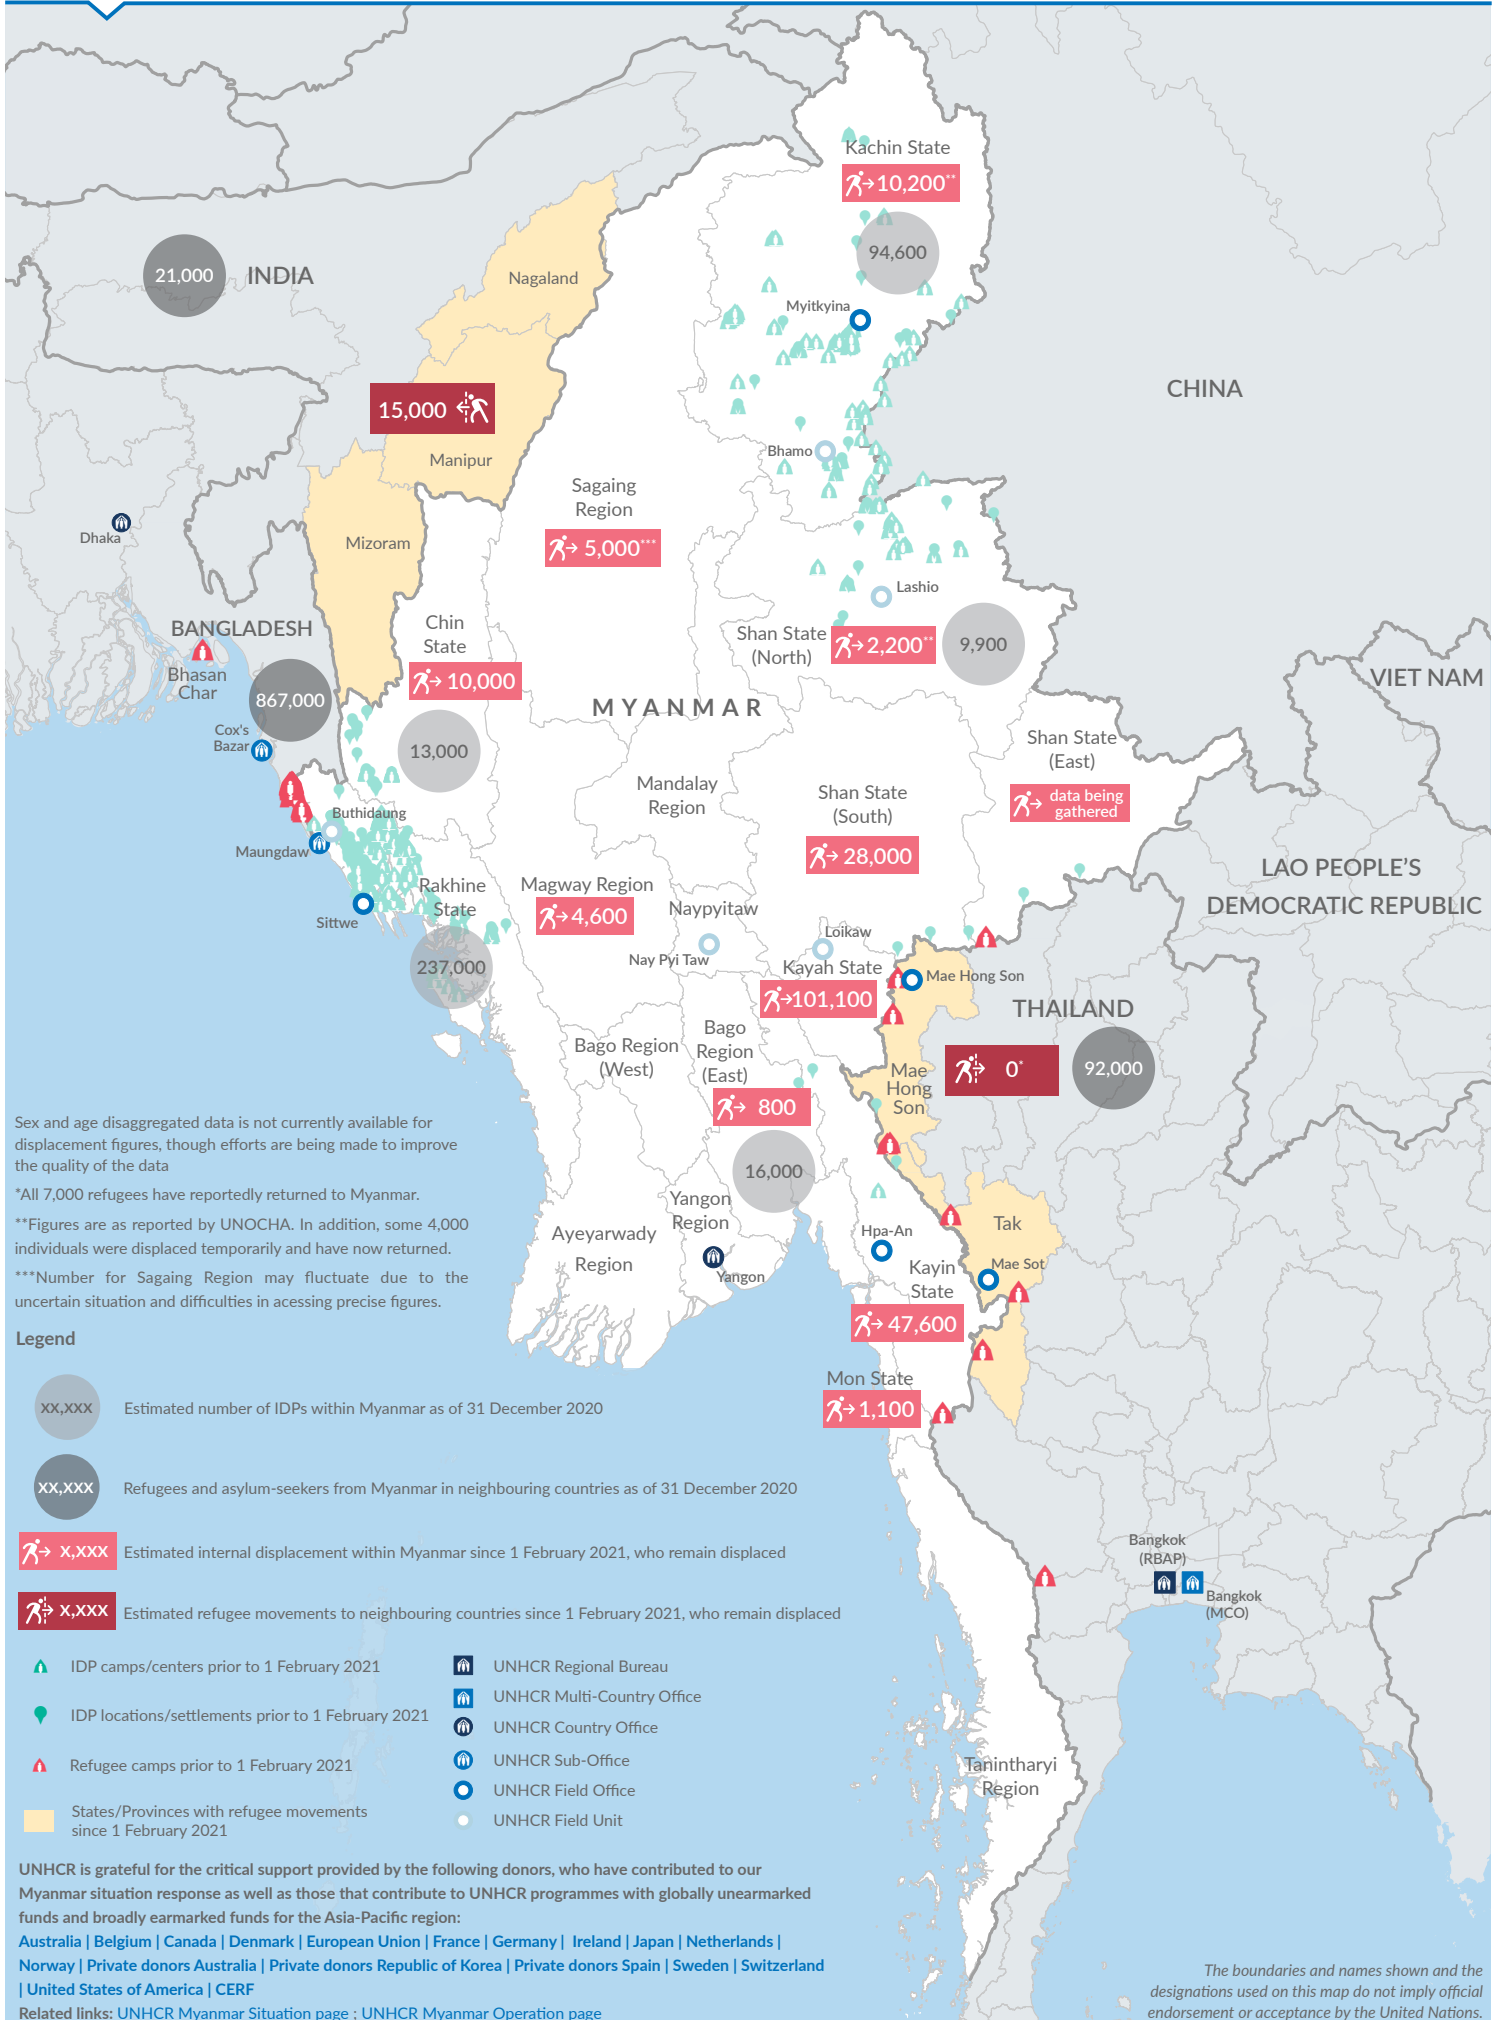 Kachin State
10,200**
94,600
21,000
INDIA
Nagaland
Myitkyina
CHINA
15,000
Manipur
Bhamo
Sagaing
Region
5,000***
Dhaka
Mizoram
Lashio
Chin
State
10,000
Shan State
(North)
2,200**
9,900
BANGLADESH
Bhasan
Char
867,000
VIET NAM
MYANMAR
Cox's
Bazar
13,000
Shan State
(East)
data being
gathered
Mandalay
Region
Shan State
(South)
28,000
Buthidaung
Maungdaw
LAO PEOPLE'S
DEMOCRATIC REPUBLIC
Rakhine
State
Sittwe
237,000
Magway Region
4,600
Naypyitaw
Nay Pyi Taw
Loikaw
Kayah State
101,100
Mae Hong Son
THAILAND
0*
92,000
Bago Region
(West)
Bago
Region
(East)
800
16,000
Mae
Hong
Son
Sex and age disaggregated data is not currently available for
displacement figures, though efforts are being made to improve
the quality of the data
*All 7,000 refugees have reportedly returned to Myanmar.
**Figures are as reported by UNOCHA. In addition, some 4,000
individuals were displaced temporarily and have now returned.
***Number for Sagaing Region may fluctuate due to the
uncertain situation and difficulties in acessing precise figures.
Yangon
Region
Yangon
Ayeyarwady
Region
Tak
Hpa-An
Mae Sot
Kayin
State
47,600
Mon State
1,100
Legend
XX,XXX
Estimated number of IDPs within Myanmar as of 31 December 2020
XX,XXX
Refugees and asylum-seekers from Myanmar in neighbouring countries as of 31 December 2020
X,XXX
Estimated internal displacement within Myanmar since 1 February 2021, who remain displaced
X,XXX
Estimated refugee movements to neighbouring countries since 1 February 2021, who remain displaced
Bangkok
(RBAP)
Bangkok
(MCO)
IDP camps/centers prior to 1 February 2021
IDP locations/settlements prior to 1 February 2021
Refugee camps prior to 1 February 2021
States/Provinces with refugee movements
since 1 February 2021
UNHCR Regional Bureau
UNHCR Multi-Country Office
UNHCR Country Office
UNHCR Sub-Office
UNHCR Field Office
UNHCR Field Unit
Tanintharyi
Region
UNHCR is grateful for the critical support provided by the following donors, who have contributed to our
Myanmar situation response as well as those that contribute to UNHCR programmes with globally unearmarked
funds and broadly earmarked funds for the Asia-Pacific region:
Australia | Belgium | Canada | Denmark | European Union | France | Germany | Ireland | Japan | Netherlands |
Norway | Private donors Australia | Private donors Republic of Korea | Private donors Spain | Sweden | Switzerland
| United States of America | CERF
Related links: UNHCR Myanmar Situation page ; UNHCR Myanmar Operation page
The boundaries and names shown and the
designations used on this map do not imply official
endorsement or acceptance by the United Nations.